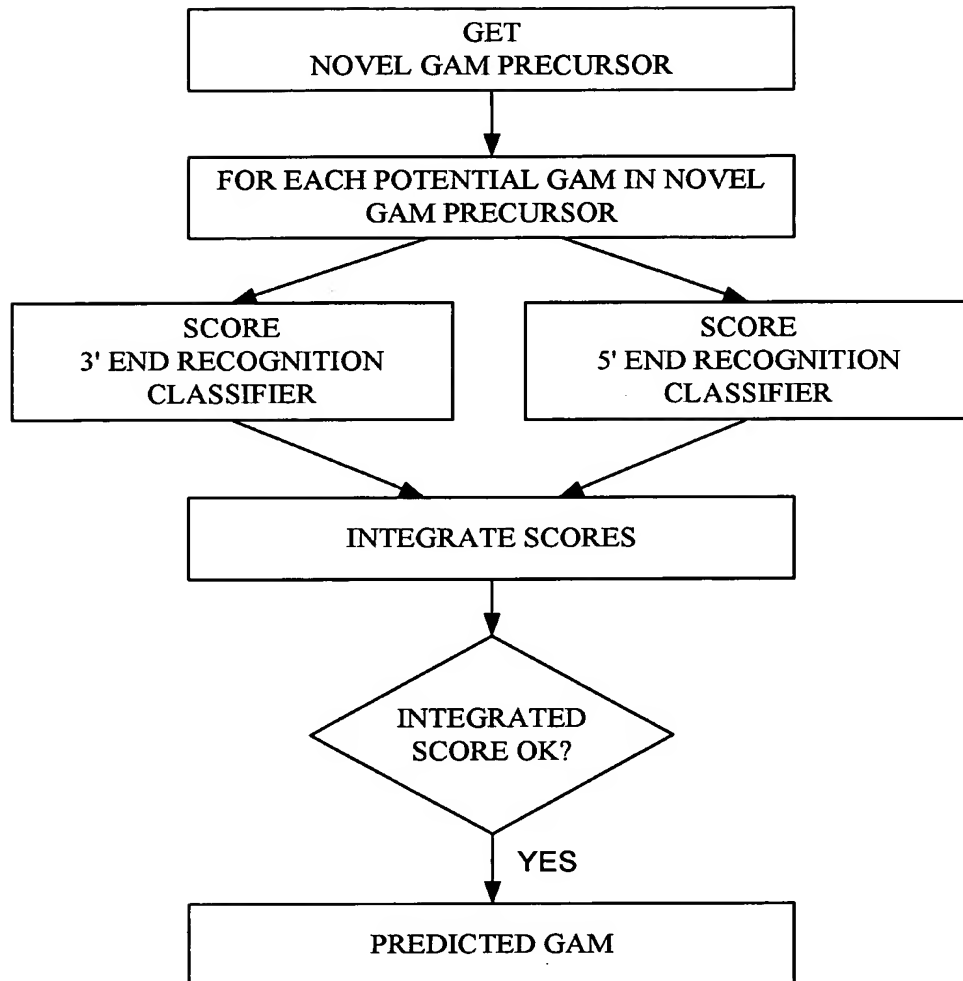 GET
NOVEL GAM PRECURSOR
FOR EACH POTENTIAL GAM IN NOVEL
GAM PRECURSOR
SCORE
3' END RECOGNITION
CLASSIFIER
SCORE
5' END RECOGNITION
CLASSIFIER
INTEGRATE SCORES
INTEGRATED
SCORE OK?
YES
PREDICTED GAM